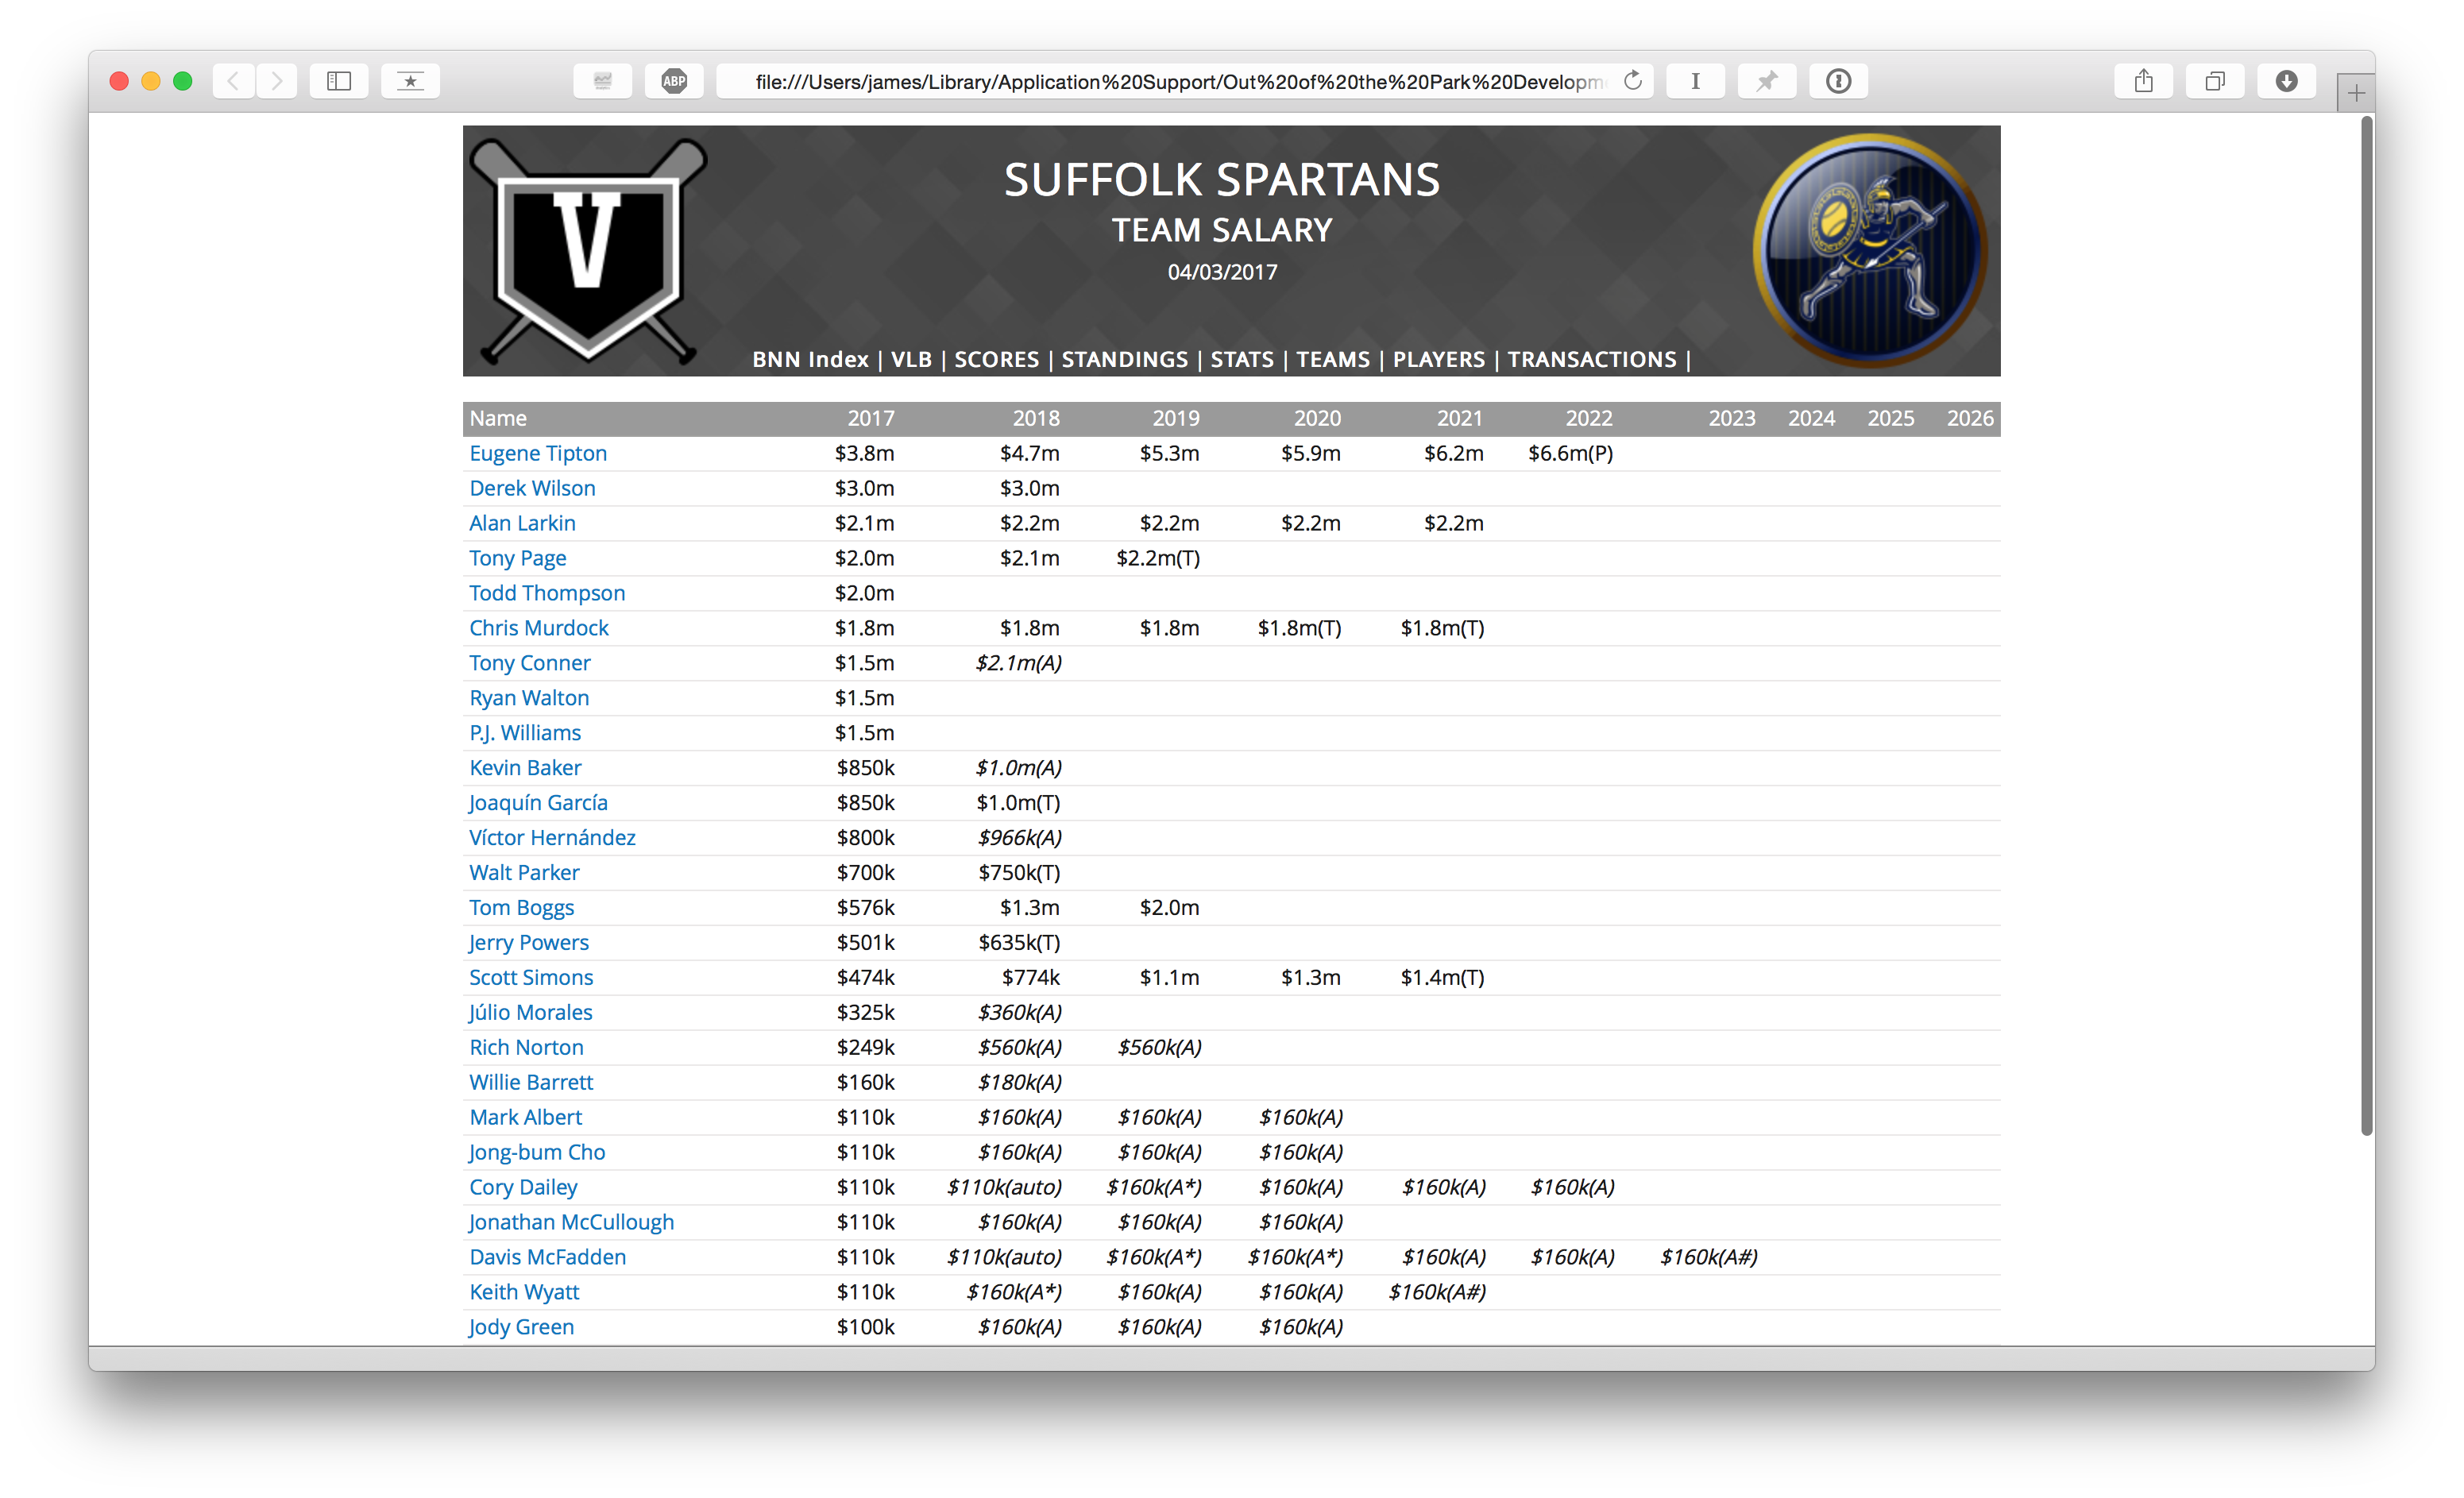 ABP file:///Users/james/Library/Application%20Support/Out%20of%20the%20Park%20Developm
V
SUFFOLK SPARTANS
TEAM SALARY
04/03/2017
BNN Index | VLB | SCORES | STANDINGS | STATS | TEAMS | PLAYERS | TRANSACTIONS |
Name 2017 2018 2019 2020 2021 2022 2023 2024 2025 2026
Eugene Tipton $3.8m $4.7m $5.3m $5.9m $6.2m $6.6m(P)
Derek Wilson $3.0m $3.0m
Alan Larkin $2.1m $2.2m $2.2m $2.2m $2.2m
Tony Page $2.0m $2.1m $2.2m(T)
Todd Thompson $2.0m
Chris Murdock $1.8m $1.8m $1.8m $1.8m(T) $1.8m(T)
Tony Conner $1.5m $2.1m(A)
Ryan Walton $1.5m
P.J. Williams $1.5m
Kevin Baker $850k $1.0m(A)
Joaquín García $850k $1.0m(T)
Víctor Hernández $800k $966k(A)
Walt Parker $700k $750k(T)
Tom Boggs $576k $1.3m $2.0m
Jerry Powers $501k $635k(T)
Scott Simons $474k $774k $1.1m $1.3m $1.4m(T)
Júlio Morales $325k $360k(A)
Rich Norton $249k $560k(A) $560k(A)
Willie Barrett $160k $180k(A)
Mark Albert $110k $160k(A) $160k(A) $160k(A)
Jong-bum Cho $110k $160k(A) $160k(A) $160k(A)
Cory Dailey $110k $110k(auto) $160k(A*) $160k(A) $160k(A) $160k(A)
Jonathan McCullough $110k $160k(A) $160k(A) $160k(A)
Davis McFadden $110k $110k(auto) $160k(A*) $160k(A*) $160k(A) $160k(A) $160k(A#)
Keith Wyatt $110k $160k(A*) $160k(A) $160k(A) $160k(A#)
Jody Green $100k $160k(A) $160k(A) $160k(A)